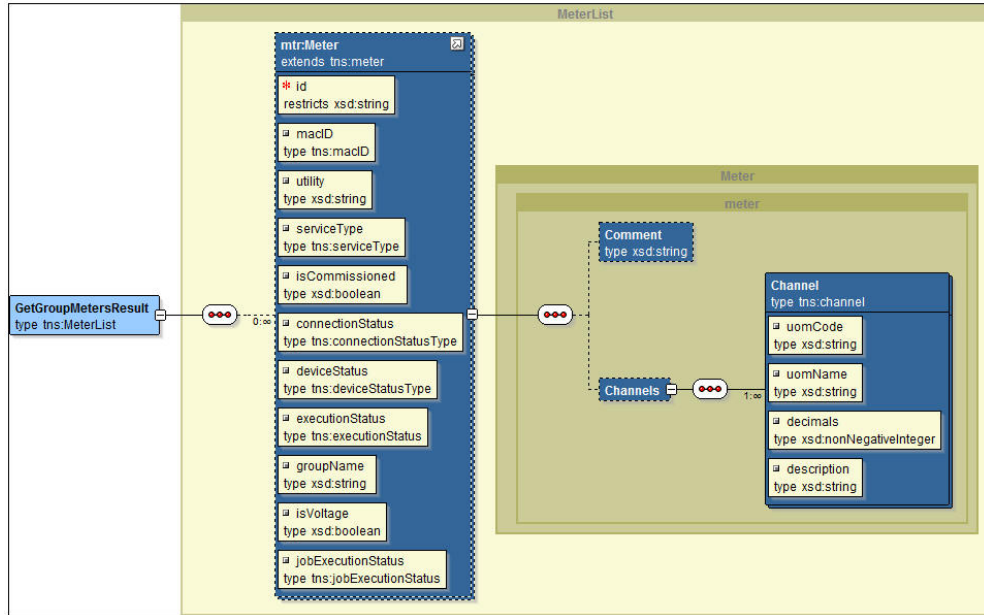 MeterList
mtr:Meter
extends tns:meter
* id
restricts xsd:string
macID
type tns:macID
utility
type xsd:string
serviceType
type tns:serviceType
isCommissioned
type xsd:boolean
connectionStatus
type tns:connectionStatusType
deviceStatus
type tns:deviceStatusType
executionStatus
type tns:executionStatus
groupName
type xsd:string
isVoltage
type xsd:boolean
jobExecutionStatus
type tns:jobExecutionStatus
GetGroupMetersResult
type tns:MeterList
0:∞
Meter
meter
Comment
type xsd:string
Channels
1:∞
Channel
type tns:channel
uomCode
type xsd:string
uomName
type xsd:string
decimals
type xsd:nonNegativeInteger
description
type xsd:string